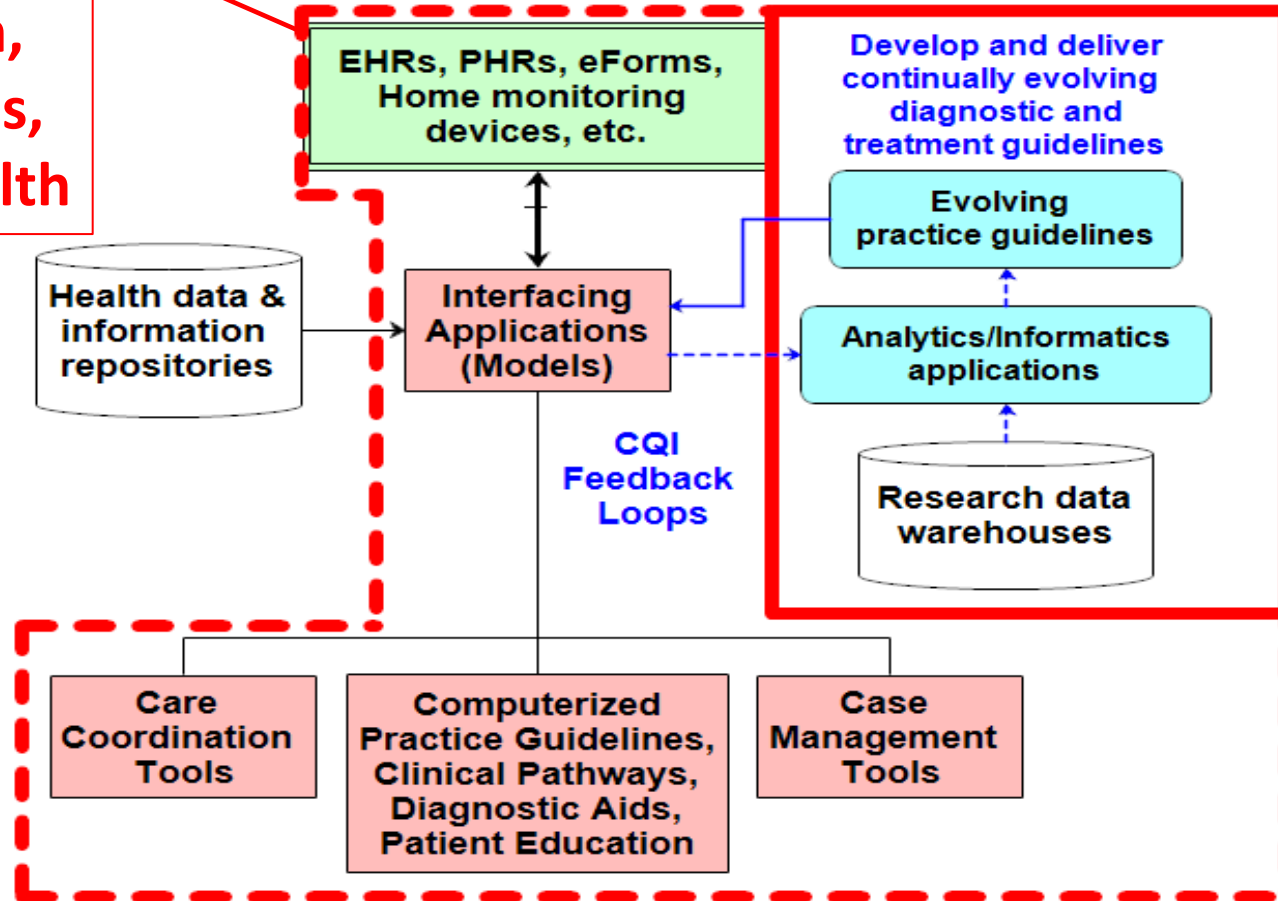 EHRs, PHRs, eForms,
Home monitoring
devices, etc.
Develop and deliver
continually evolving
diagnostic and
treatment guidelines
Evolving
practice guidelines
Health data &
information
repositories
Interfacing
Applications
(Models)
Analytics/Informatics
applications
CQI
Feedback
Loops
Research data
warehouses
Care
Coordination
Tools
Computerized
Practice Guidelines,
Clinical Pathways,
Diagnostic Aids,
Patient Education
Case
Management
Tools